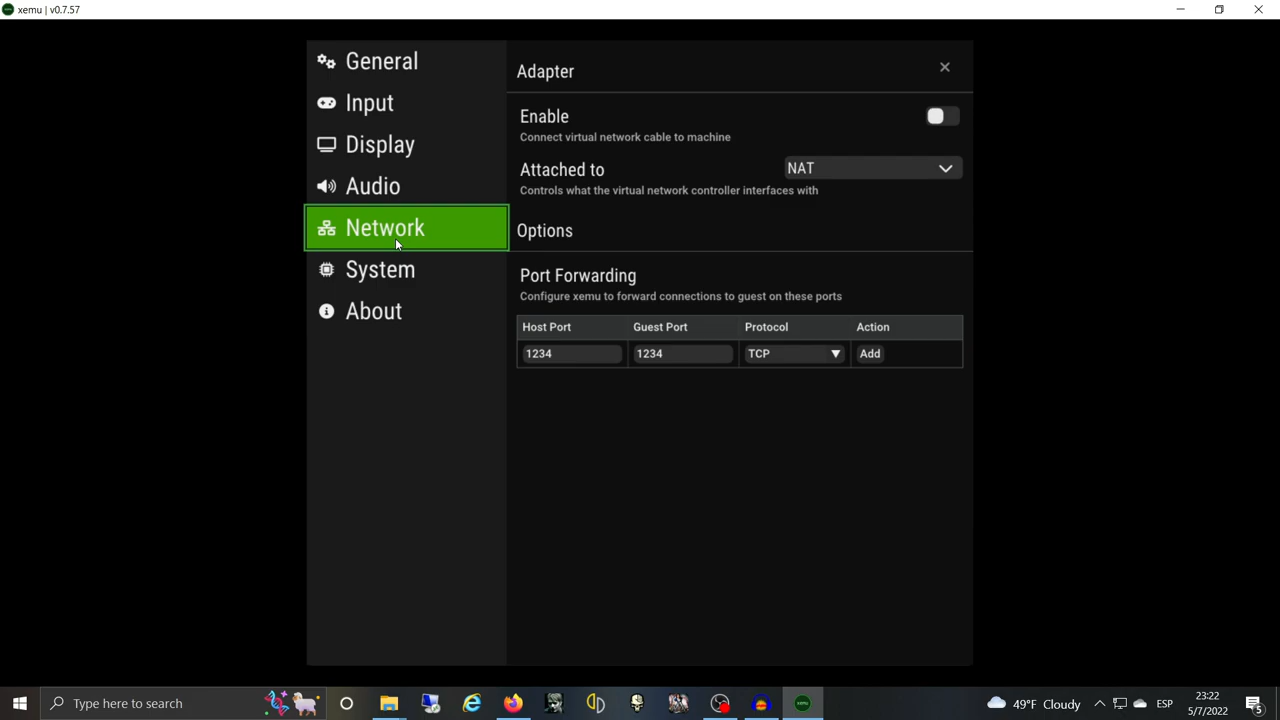 xemu | v0.7.57
General
Input
Display
Audio
Network
System
About
Adapter
Enable
Connect virtual network cable to machine
Attached to
NAT
Controls what the virtual network controller interfaces with
Options
Port Forwarding
Configure xemu to forward connections to guest on these ports
Host Port Guest Port Protocol Action
1234 1234 TCP Add
Type here to search
xemu
49°F Cloudy
ESP
23:22
5/7/2022
5